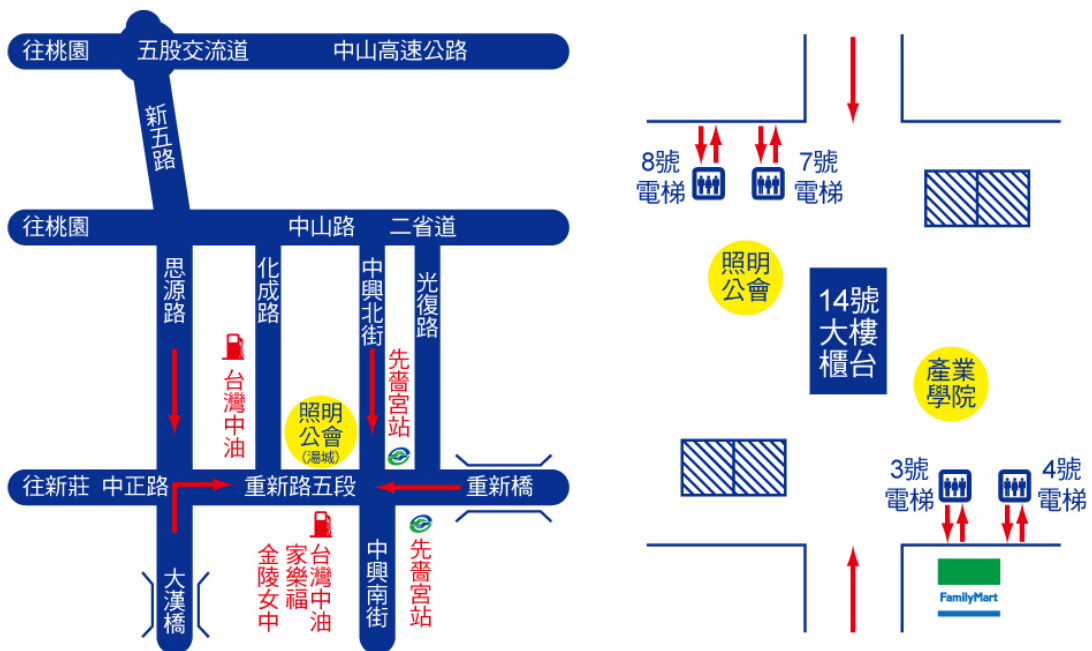 往桃園 五股交流道 中山高速公路
新五路
往桃園 中山路 二省道
思源路
化成路
中興北街
光復路
台灣中油
照明
公會
(湯城)
先嗇宮站
往新莊 中正路 重新路五段 重新橋
大漢橋
金陵女中
家樂福
台灣中油
中興南街
先嗇宮站
8號
電梯
7號
電梯
照明
公會
14號
大樓
櫃台
產業
學院
3號
電梯
4號
電梯
FamilyMart